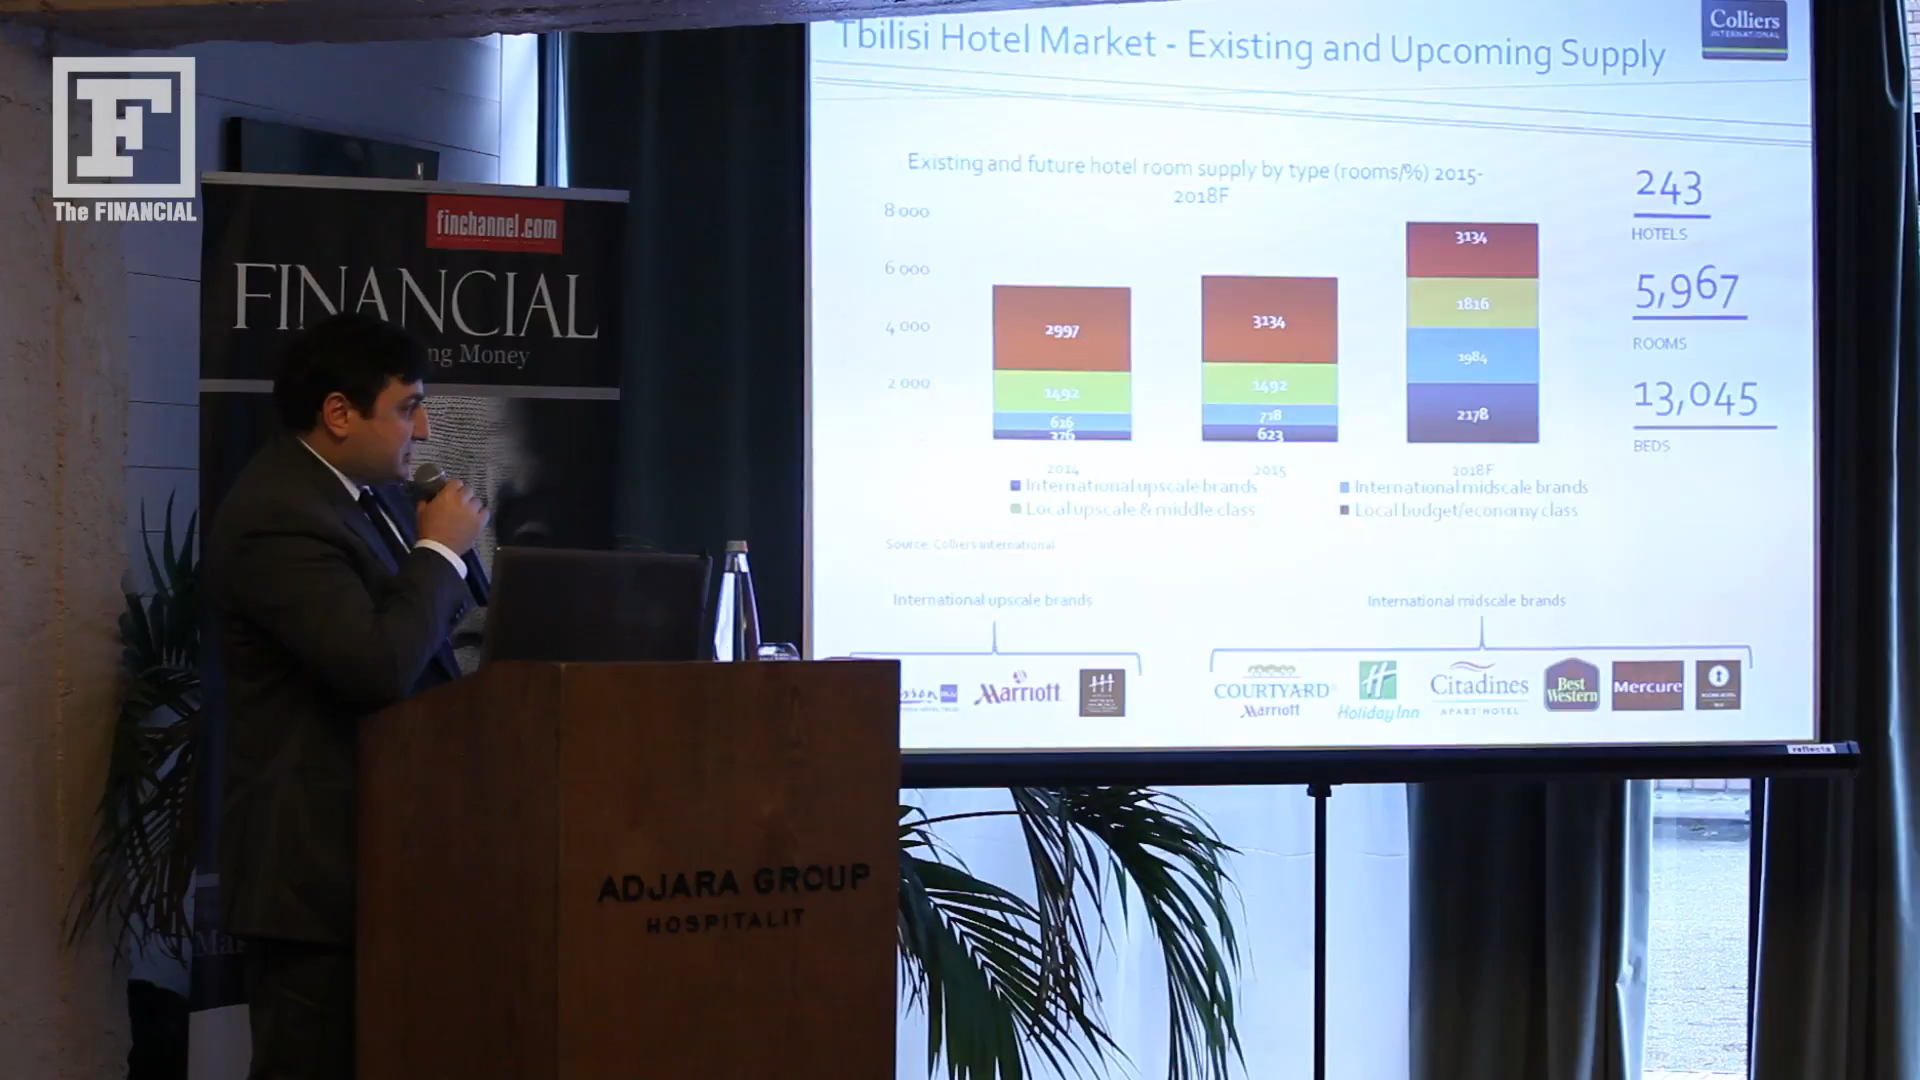 The FINANCIAL
finchannel.com
FINANCIAL
ng Money
Tbilisi Hotel Market - Existing and Upcoming Supply
Colliers
INTERNATIONAL
Existing and future hotel room supply by type (rooms/%) 2015-
2018F
8 000
6 000
4 000
2 000
2997
1492
616
3134
1492
718
623
3134
1816
1984
2178
2014
2015
2018F
International upscale brands
International midscale brands
Local upscale & middle class
Local budget/economy class
Source: Colliers International
243
HOTELS
5,967
ROOMS
13,045
BEDS
International upscale brands
International midscale brands
Marriott
COURTYARD
Marriott
Holiday Inn
Citadines
APART'HOTEL
Best
Western
Mercure
reflecta
ADJARA GROUP
HOSPITALIT